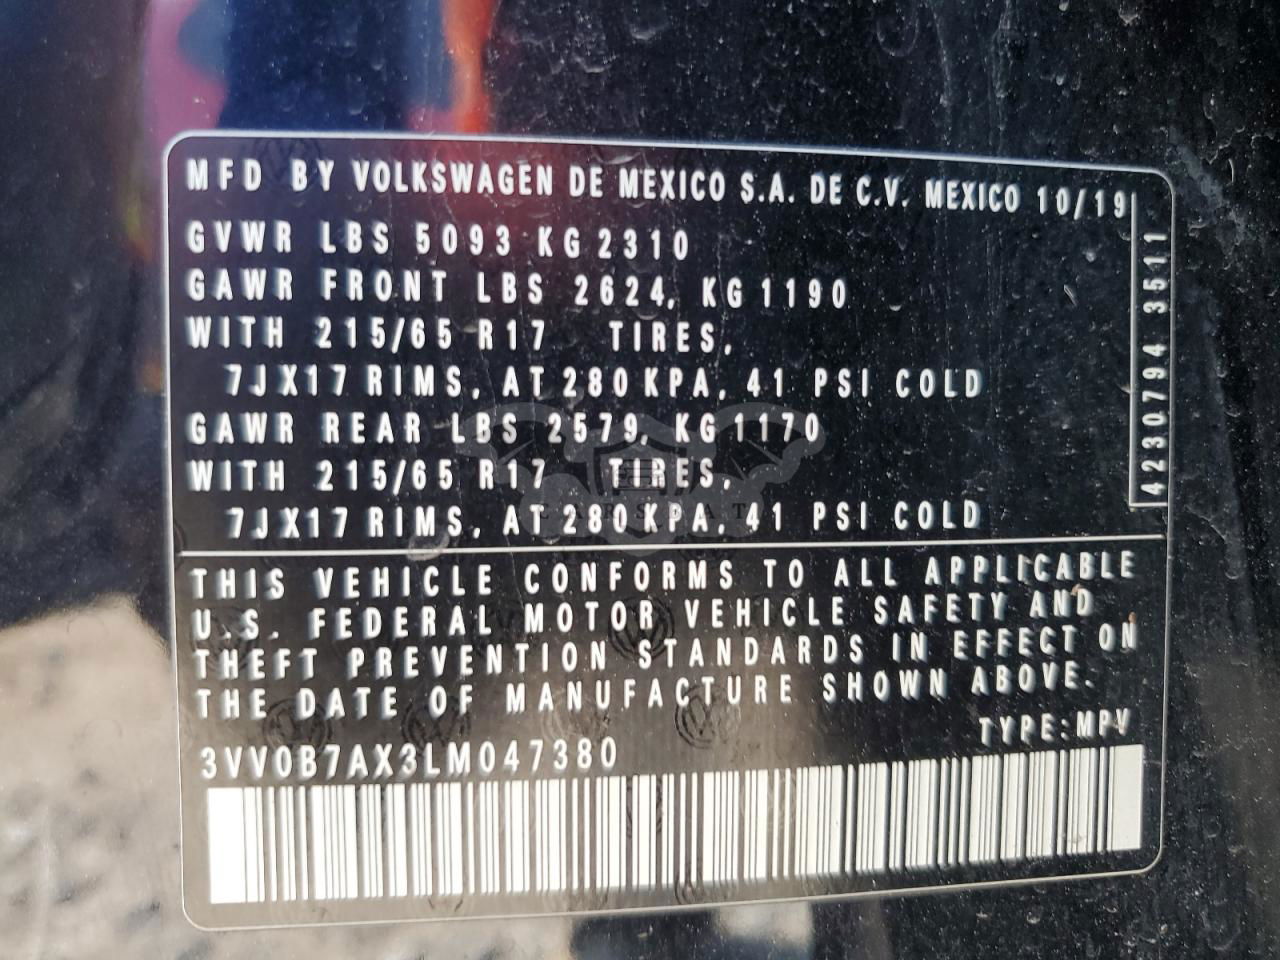 MFD BY VOLKSWAGEN DE MEXICO S.A. DE C.V. MEXICO 10/19
GVWR LBS 5093 KG 2310
GAWR FRONT LBS 2624, KG 1190
WITH 215/65 R17 TIRES,
7JX17 RIMS, AT 280 KPA, 41 PSI COLD
GAWR REAR LBS 2579, KG 1170
WITH 215/65 R17 TIRES,
7JX17 RIMS, AT 280 KPA, 41 PSI COLD
4230794 3511
THIS VEHICLE CONFORMS TO ALL APPLICABLE
U.S. FEDERAL MOTOR VEHICLE SAFETY AND
THEFT PREVENTION STANDARDS IN EFFECT ON
THE DATE OF MANUFACTURE SHOWN ABOVE.
TYPE:MPV
3VV0B7AX3LM047380